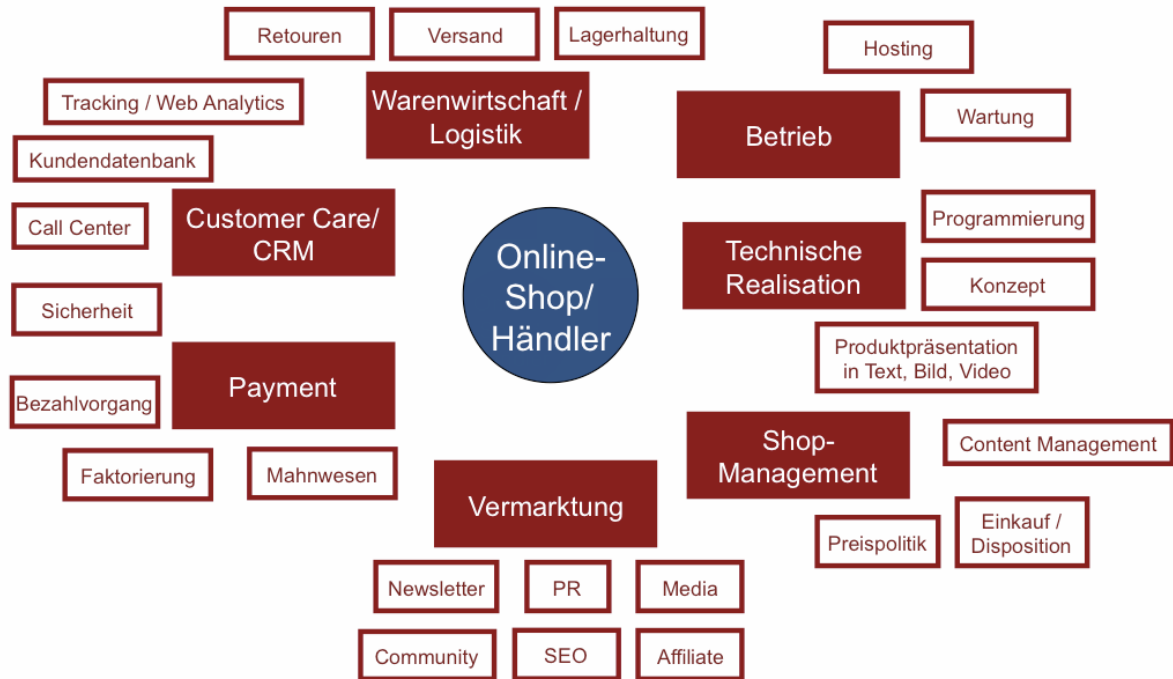 Retouren
Versand
Lagerhaltung
Hosting
Tracking / Web Analytics
Warenwirtschaft /
Logistik
Betrieb
Wartung
Kundendatenbank
Call Center
Customer Care/
CRM
Online-
Shop/
Händler
Technische
Realisation
Programmierung
Konzept
Sicherheit
Produktpräsentation
in Text, Bild, Video
Payment
Bezahlvorgang
Faktorierung
Mahnwesen
Shop-
Management
Content Management
Vermarktung
Preispolitik
Einkauf /
Disposition
Newsletter
PR
Media
Community
SEO
Affiliate